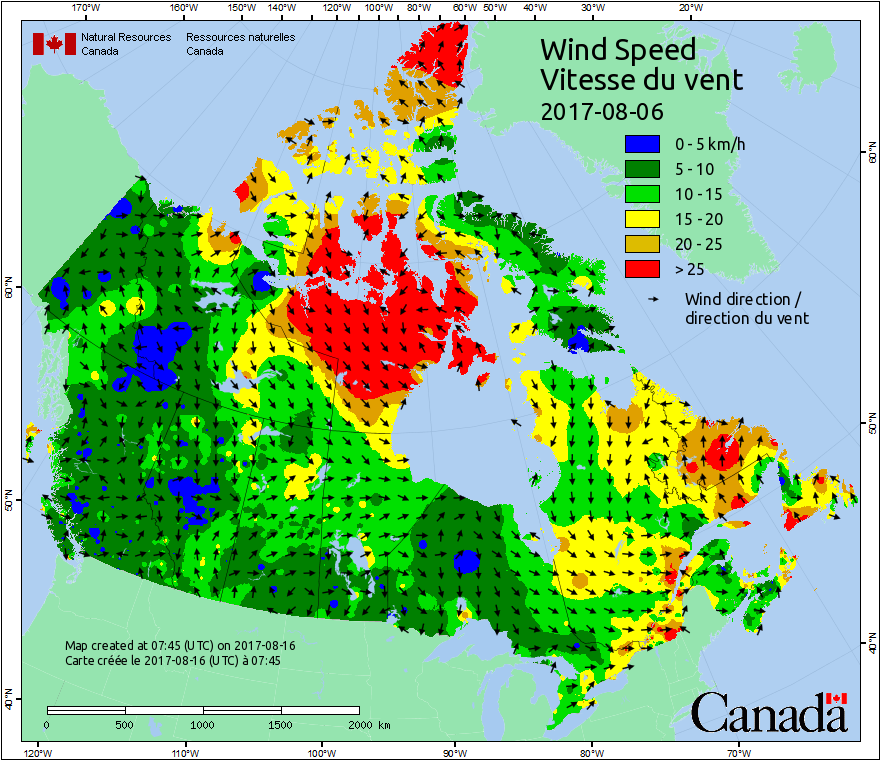 170°W 160°W 150°W 140°W 130°W 120°W 110°W 100°W 90°W 80°W 70°W 60°W 50°W 40°W 30°W 20°W
Natural Resources Ressources naturelles
Canada Canada
Wind Speed
Vitesse du vent
2017-08-06
0 - 5 km/h
5 - 10
10 - 15
15 - 20
20 - 25
> 25
Wind direction /
direction du vent
60°N 60°N
50°N 50°N
40°N 40°N
Map created at 07:45 (UTC) on 2017-08-16
Carte créée le 2017-08-16 (UTC) à 07:45
0 500 1000 1500 2000 km
Canada
120°W 110°W 100°W 90°W 80°W 70°W